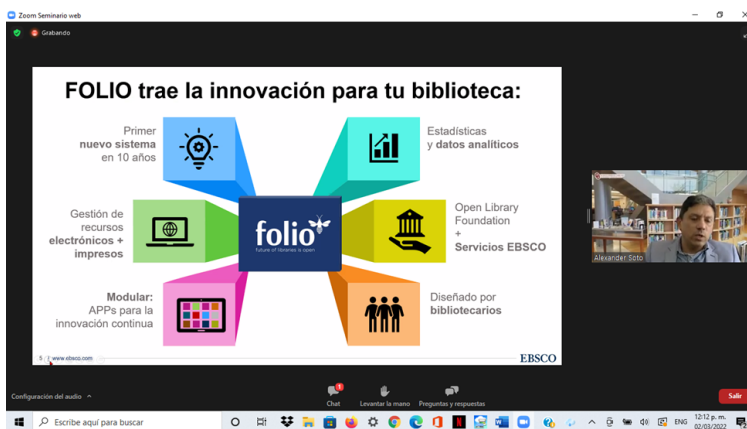 Zoom Seminario web
Grabando
FOLIO trae la innovación para tu biblioteca:
Primer
nuevo sistema
en 10 años
Estadísticas
y datos analíticos
Gestión de
recursos
electrónicos +
impresos
folio
future of libraries is open
Open Library
Foundation
+
Servicios EBSCO
Modular:
APPs para la
innovación continua
Diseñado por
bibliotecarios
5 | www.ebsco.com
EBSCO
Alexander Soto
Configuración del audio
1
Chat
Levantar la mano
Preguntas y respuestas
Salir
Escribe aquí para buscar
ENG
12:12 p. m.
02/03/2022